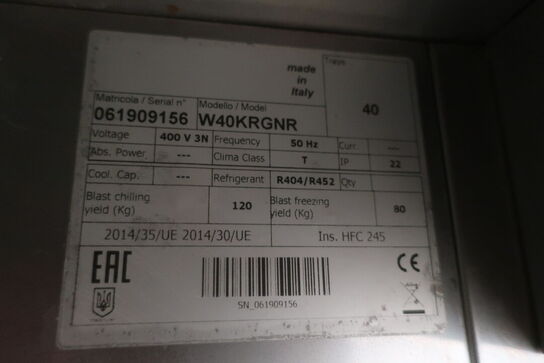 made
in
Italy
Trays
40
Matricola / Serial n° Modello / Model
061909156 W40KRGNR
Voltage 400 V 3N Frequency 50 Hz Curr. ---
Abs. Power --- Clima Class T IP 22
Cool. Cap. --- Refrigerant R404/R452 Qty
Blast chilling yield (Kg) 120 Blast freezing yield (Kg) 80
2014/35/UE 2014/30/UE Ins. HFC 245
EAC CE
SN_061909156